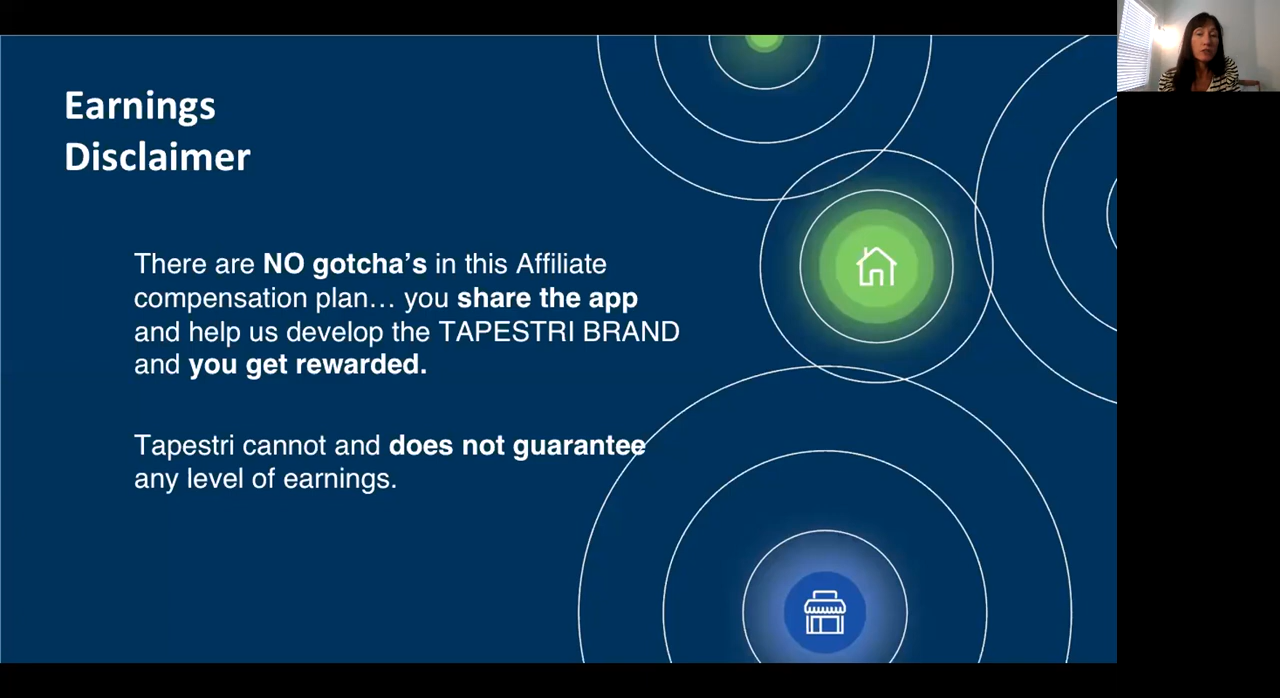 Earnings
Disclaimer
There are NO gotcha’s in this Affiliate
compensation plan… you share the app
and help us develop the TAPESTRI BRAND
and you get rewarded.
Tapestri cannot and does not guarantee
any level of earnings.